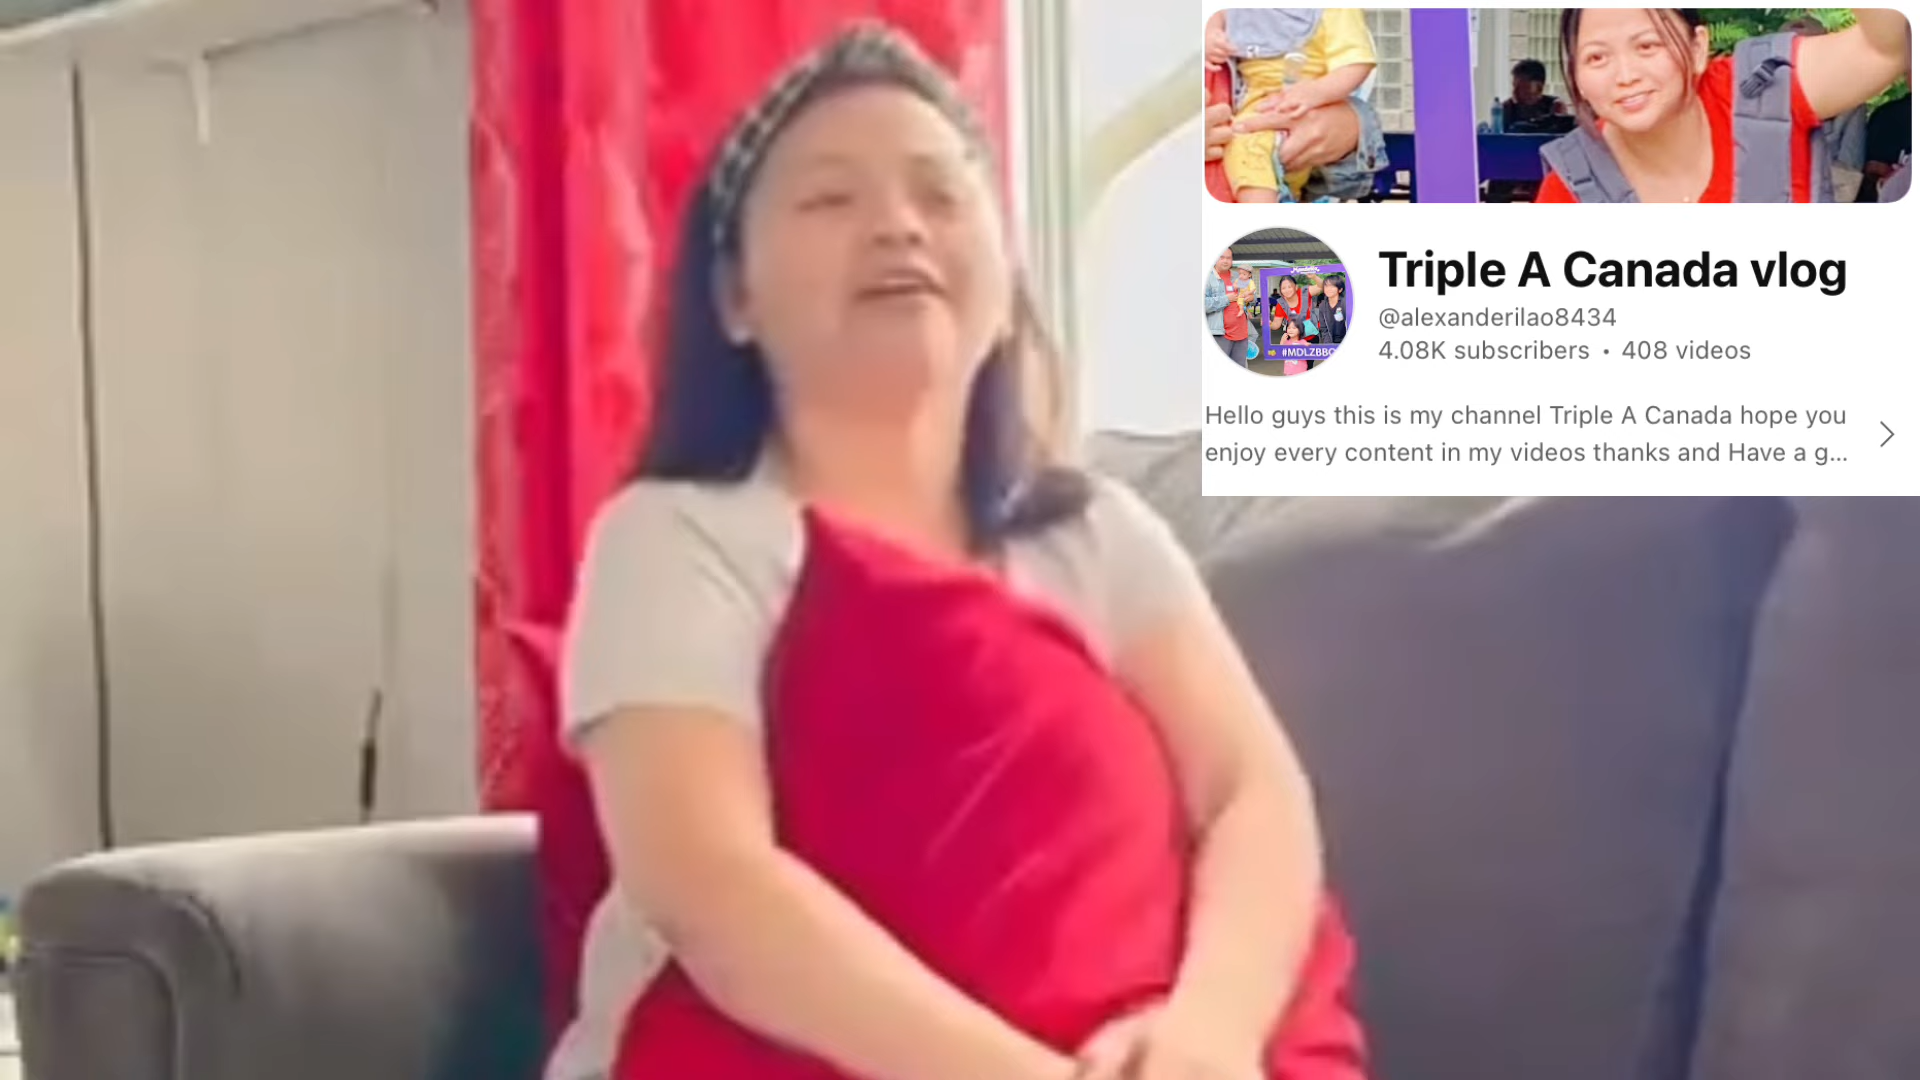 Triple A Canada vlog
@alexanderilao8434
4.08K subscribers • 408 videos
#MDLZBBQ
Hello guys this is my channel Triple A Canada hope you
enjoy every content in my videos thanks and Have a g...